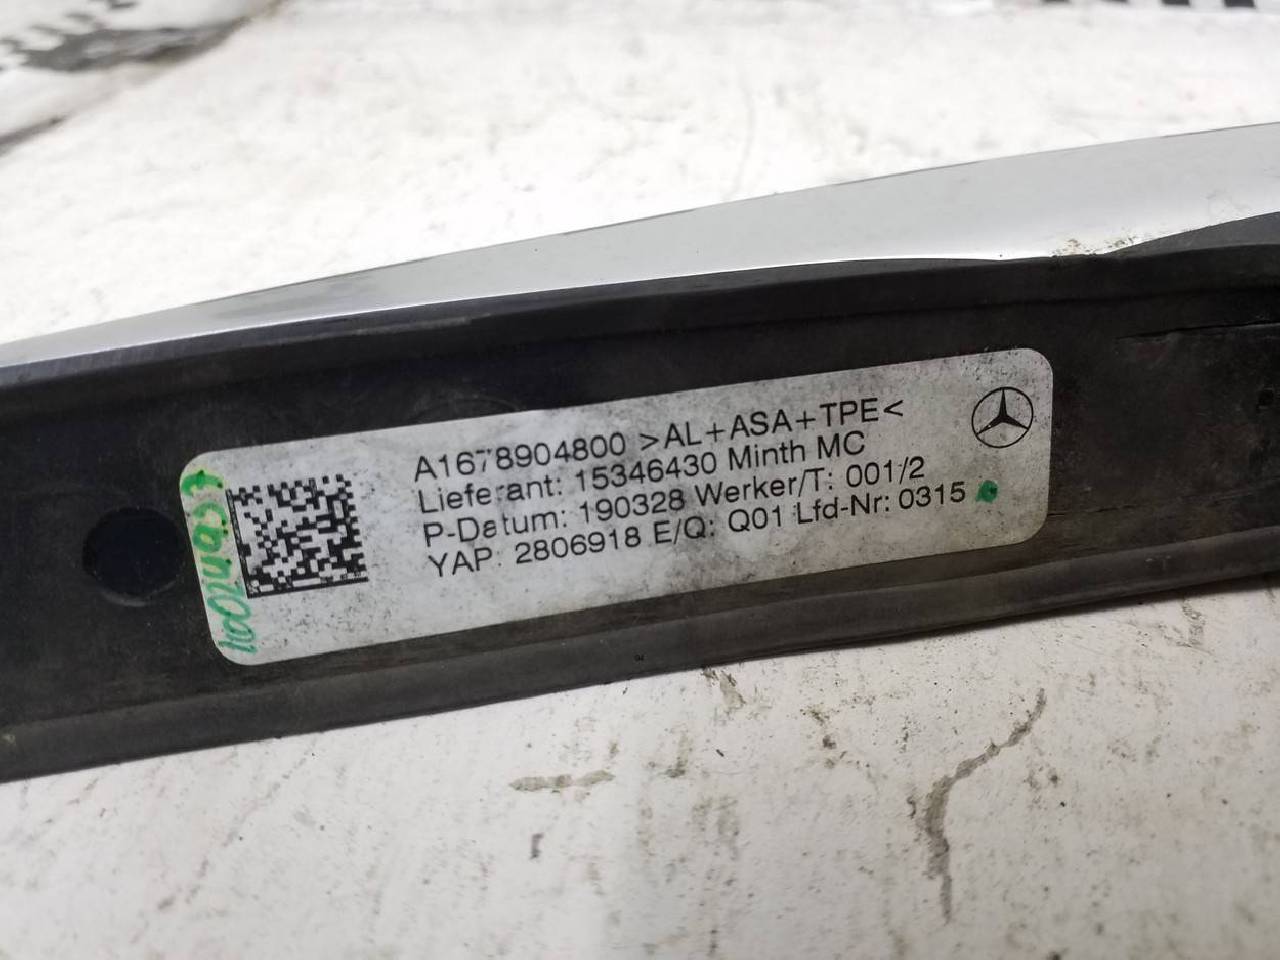 A1678904800 >AL+ASA+TPE<
Lieferant: 15346430 Minth MC
P-Datum: 190328 Werker/T: 001/2
YAP: 2806918 E/Q: Q01 Lfd-Nr: 0315